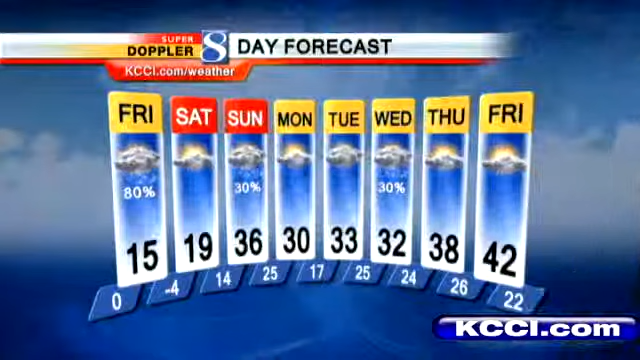 SUPER
DOPPLER 8 DAY FORECAST
KCCI.com/weather
FRI SAT SUN MON TUE WED THU FRI
80% 30% 30%
15 19 36 30 33 32 38 42
0 -4 14 25 17 25 24 26 22
KCCI.com